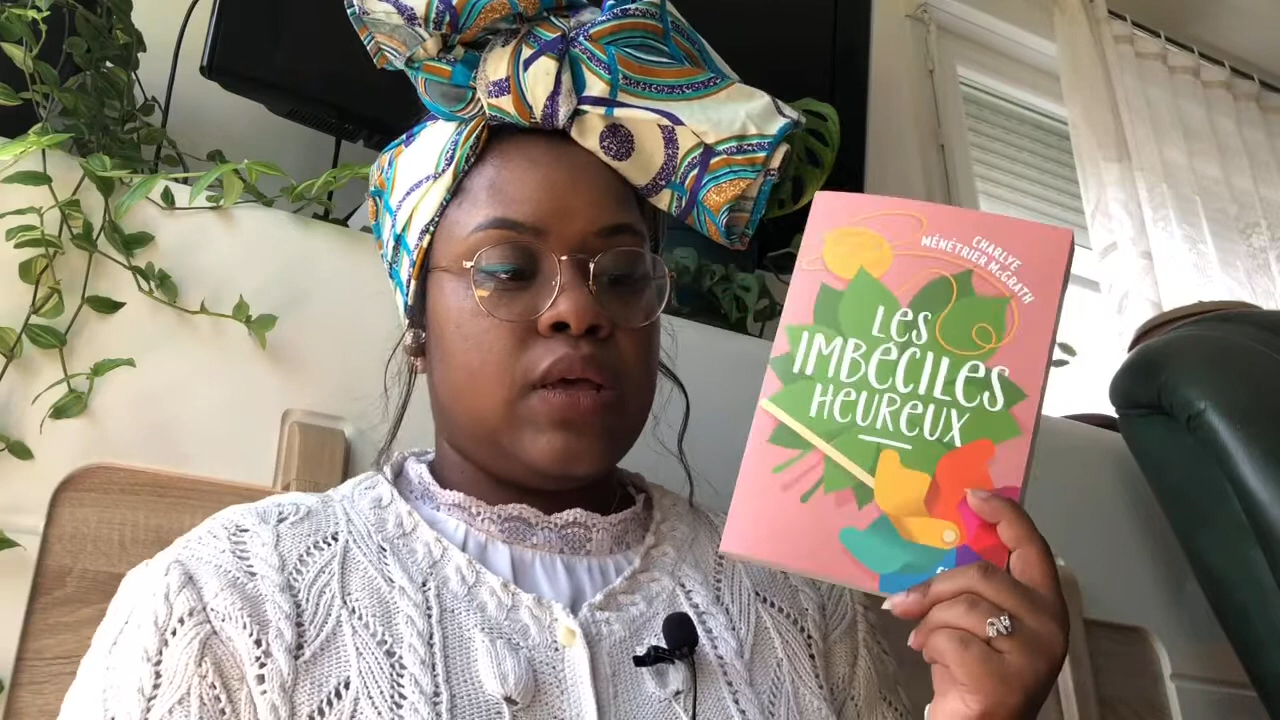 CHARLYE
MÉNÉTRIER McGRATH
LES
IMBÉCILES
HEUREUX